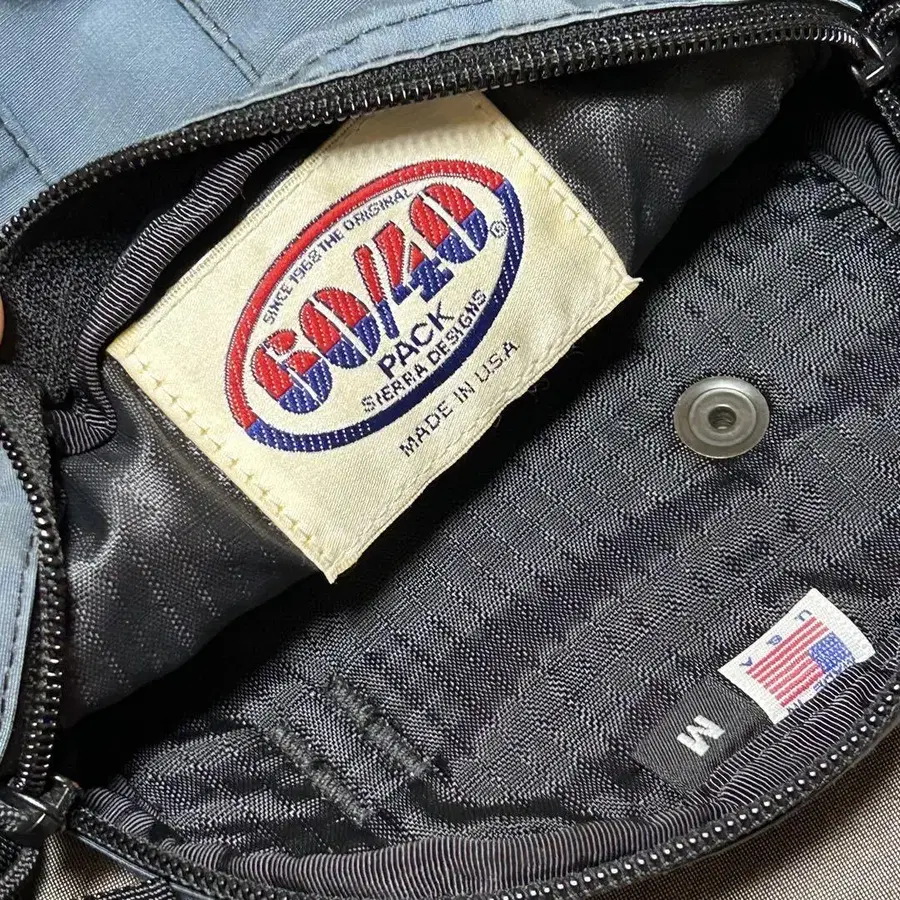 SINCE 1968 THE ORIGINAL
60/40®
PACK
SIERRA DESIGNS
MADE IN U.S.A
USA
M